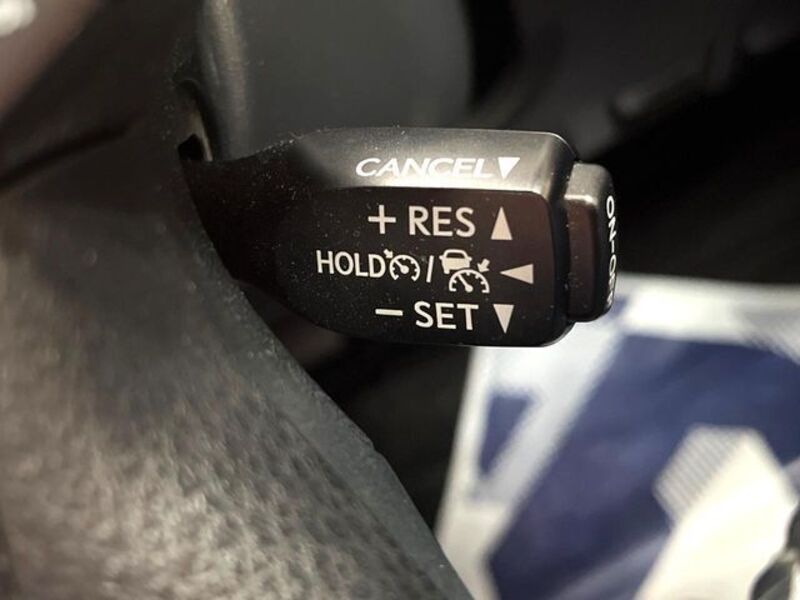 CANCEL▼
+ RES ▲
HOLD / ◀
− SET ▼
ON-OFF